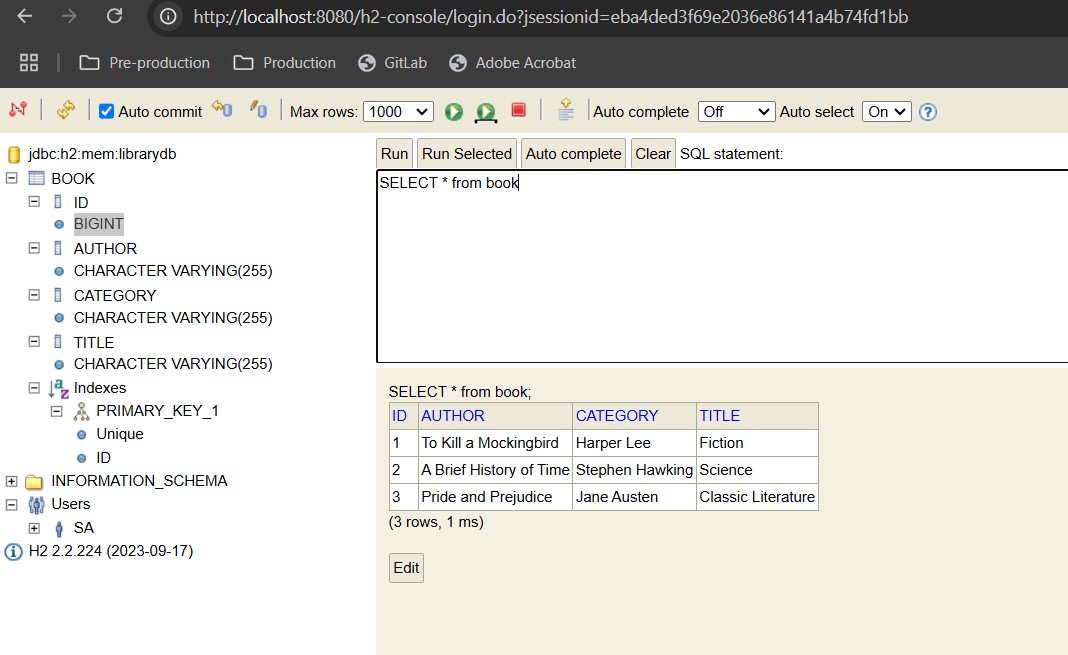 http://localhost:8080/h2-console/login.do?jsessionid=eba4ded3f69e2036e86141a4b74fd1bb
Pre-production Production GitLab Adobe Acrobat
Auto commit Max rows: 1000 Auto complete Off Auto select On ?
jdbc:h2:mem:librarydb
BOOK
ID
BIGINT
AUTHOR
CHARACTER VARYING(255)
CATEGORY
CHARACTER VARYING(255)
TITLE
CHARACTER VARYING(255)
Indexes
PRIMARY_KEY_1
Unique
ID
INFORMATION_SCHEMA
Users
SA
H2 2.2.224 (2023-09-17)
Run Run Selected Auto complete Clear SQL statement:
SELECT * from book
SELECT * from book;
ID AUTHOR CATEGORY TITLE
1 To Kill a Mockingbird Harper Lee Fiction
2 A Brief History of Time Stephen Hawking Science
3 Pride and Prejudice Jane Austen Classic Literature
(3 rows, 1 ms)
Edit